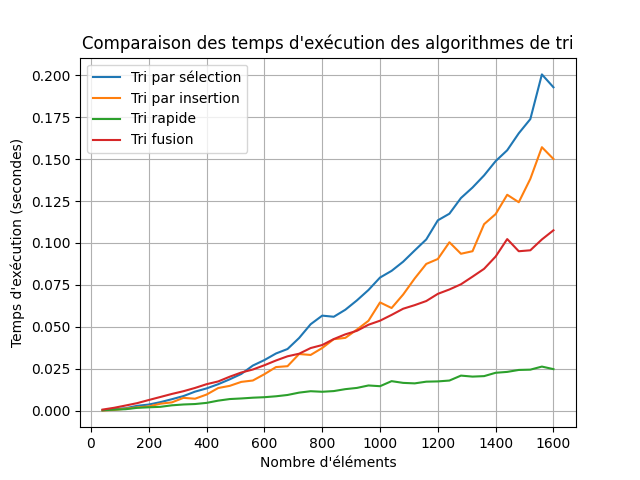 Comparaison des temps d'exécution des algorithmes de tri
Tri par sélection
Tri par insertion
Tri rapide
Tri fusion
Temps d'exécution (secondes)
0.200
0.175
0.150
0.125
0.100
0.075
0.050
0.025
0.000
0 200 400 600 800 1000 1200 1400 1600
Nombre d'éléments